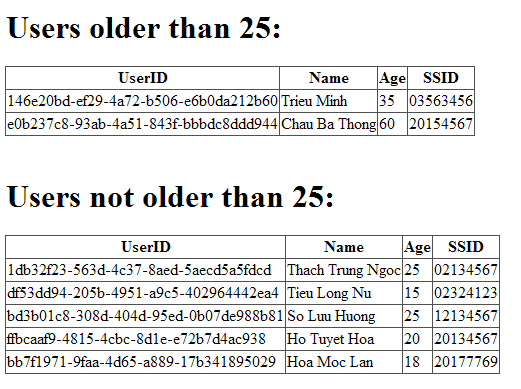 Users older than 25:
UserID Name Age SSID
146e20bd-ef29-4a72-b506-e6b0da212b60 Trieu Minh 35 03563456
e0b237c8-93ab-4a51-843f-bbbdc8ddd944 Chau Ba Thong 60 20154567
Users not older than 25:
UserID Name Age SSID
1db32f23-563d-4c37-8aed-5aecd5a5fdcd Thach Trung Ngoc 25 02134567
df53dd94-205b-4951-a9c5-402964442ea4 Tieu Long Nu 15 02324123
bd3b01c8-308d-404d-95ed-0b07de988b81 So Luu Huong 25 12134567
ffbcaaf9-4815-4cbc-8d1e-e72b7d4ac938 Ho Tuyet Hoa 20 20134567
bb7f1971-9faa-4d65-a889-17b341895029 Hoa Moc Lan 18 20177769